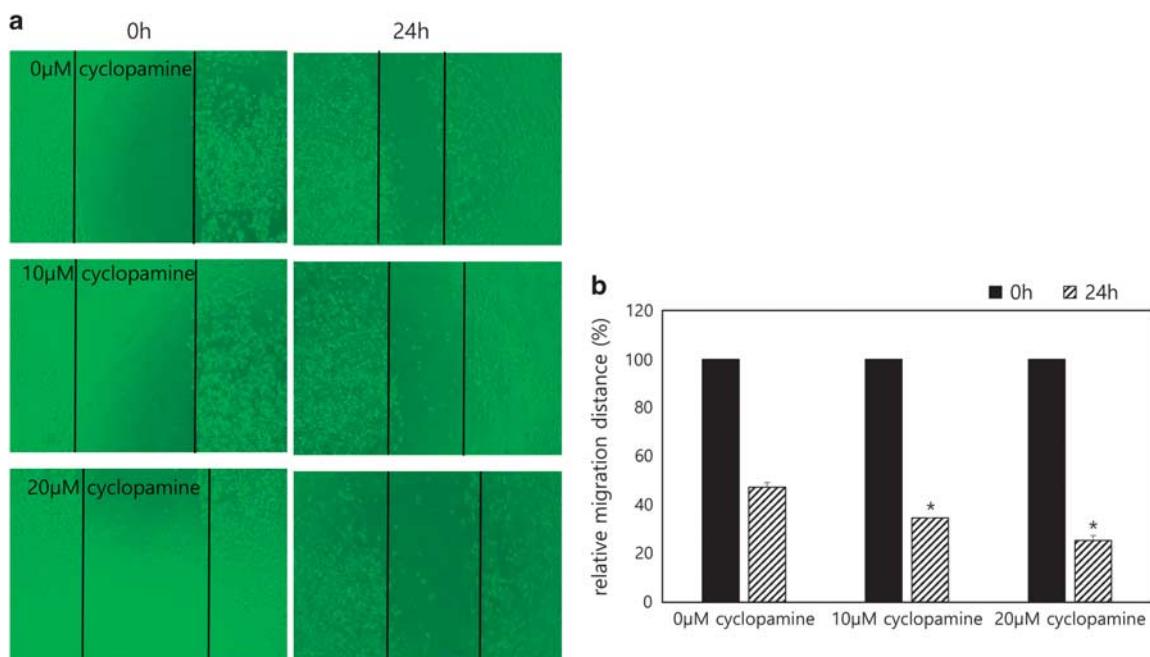 a
0h 24h
0μM cyclopamine
10μM cyclopamine
20μM cyclopamine
b
0h 24h
relative migration distance (%)
120
100
80
60
40
20
0
*
*
0μM cyclopamine 10μM cyclopamine 20μM cyclopamine